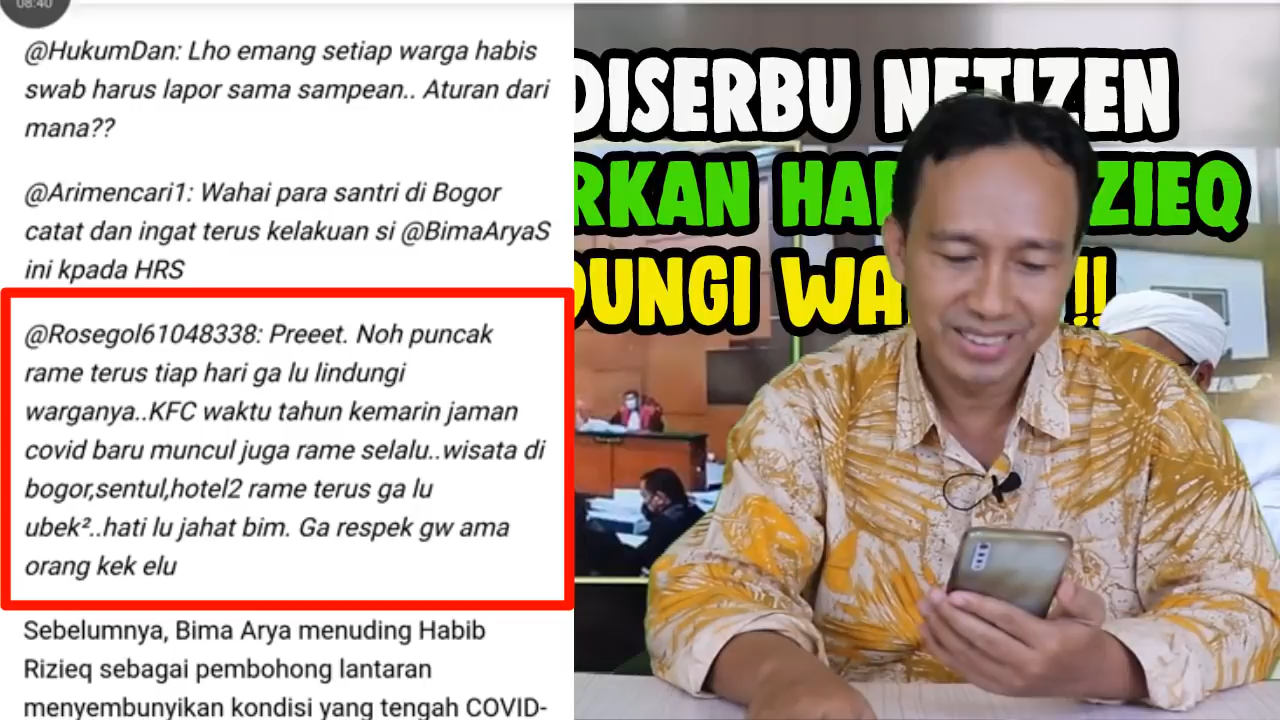 08:40
@HukumDan: Lho emang setiap warga habis
swab harus lapor sama sampean.. Aturan dari
mana??
@Arimencari1: Wahai para santri di Bogor
catat dan ingat terus kelakuan si @BimaAryaS
ini kpada HRS
@Rosegol61048338: Preeet. Noh puncak
rame terus tiap hari ga lu lindungi
warganya..KFC waktu tahun kemarin jaman
covid baru muncul juga rame selalu..wisata di
bogor,sentul,hotel2 rame terus ga lu
ubek²..hati lu jahat bim. Ga respek gw ama
orang kek elu
Sebelumnya, Bima Arya menuding Habib
Rizieq sebagai pembohong lantaran
menyembunyikan kondisi yang tengah COVID-
DISERBU NETIZEN
RKAN HA ZIEQ
DUNGI WA !!